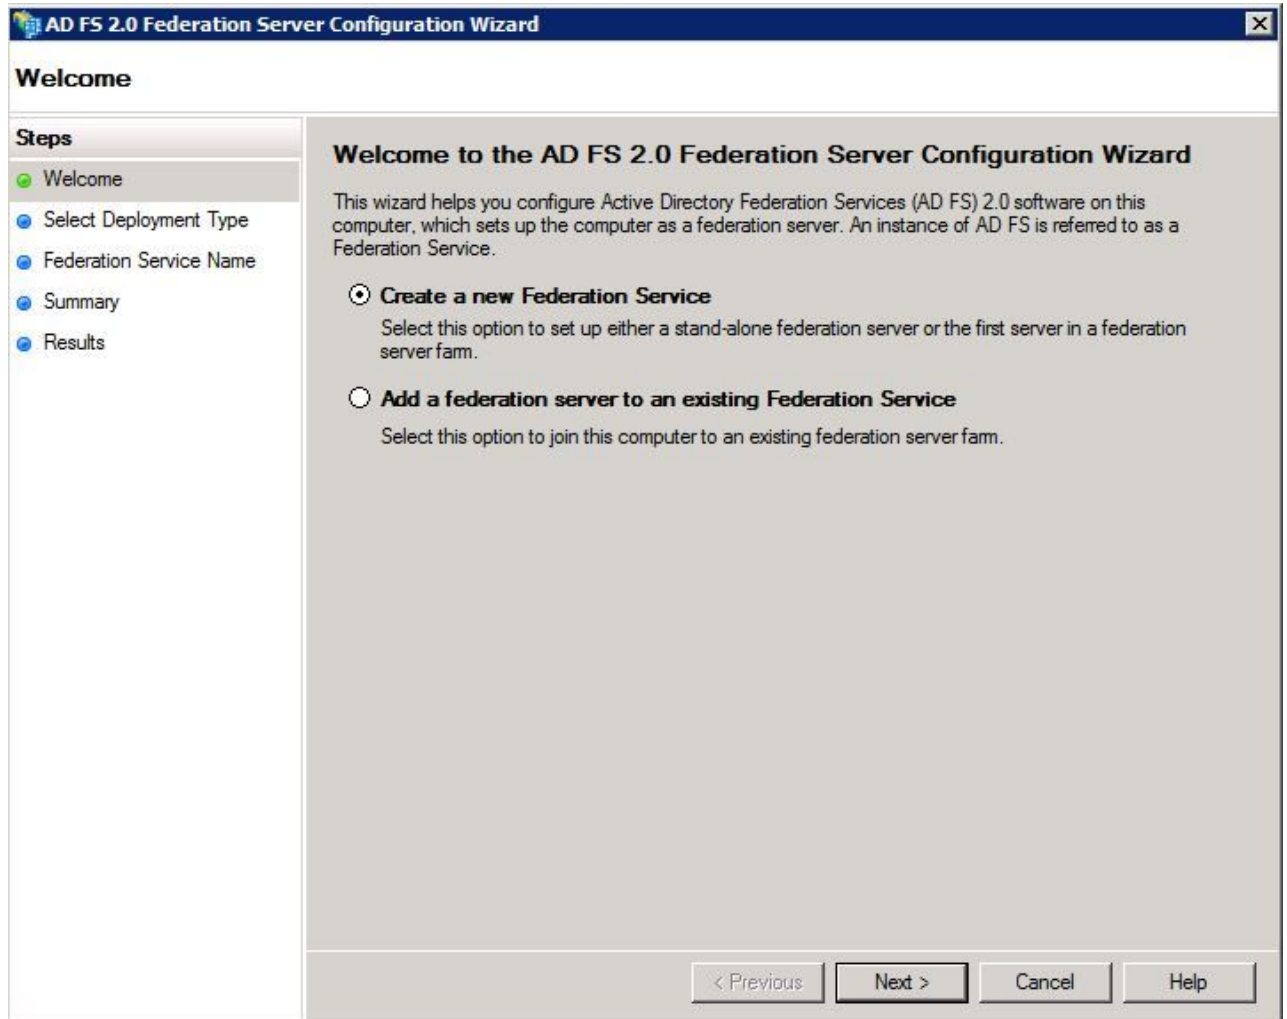 AD FS 2.0 Federation Server Configuration Wizard
Welcome
Steps
Welcome
Select Deployment Type
Federation Service Name
Summary
Results
Welcome to the AD FS 2.0 Federation Server Configuration Wizard
This wizard helps you configure Active Directory Federation Services (AD FS) 2.0 software on this
computer, which sets up the computer as a federation server. An instance of AD FS is referred to as a
Federation Service.
Create a new Federation Service
Select this option to set up either a stand-alone federation server or the first server in a federation
server farm.
Add a federation server to an existing Federation Service
Select this option to join this computer to an existing federation server farm.
< Previous
Next >
Cancel
Help